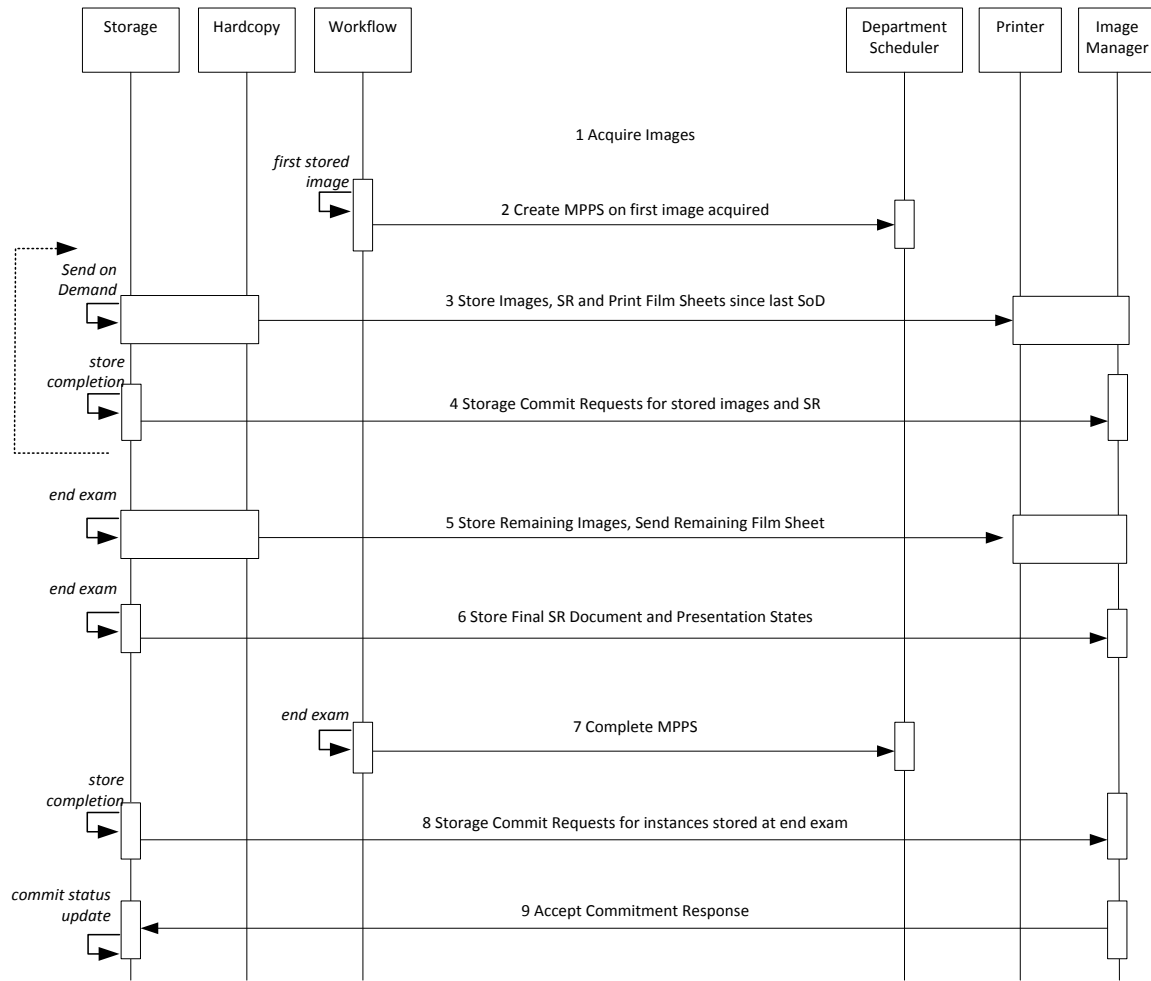 Storage
Hardcopy
Workflow
Department
Scheduler
Printer
Image
Manager
1 Acquire Images
first stored
image
2 Create MPPS on first image acquired
Send on
Demand
3 Store Images, SR and Print Film Sheets since last SoD
store
completion
4 Storage Commit Requests for stored images and SR
end exam
5 Store Remaining Images, Send Remaining Film Sheet
end exam
6 Store Final SR Document and Presentation States
end exam
7 Complete MPPS
store
completion
8 Storage Commit Requests for instances stored at end exam
commit status
update
9 Accept Commitment Response